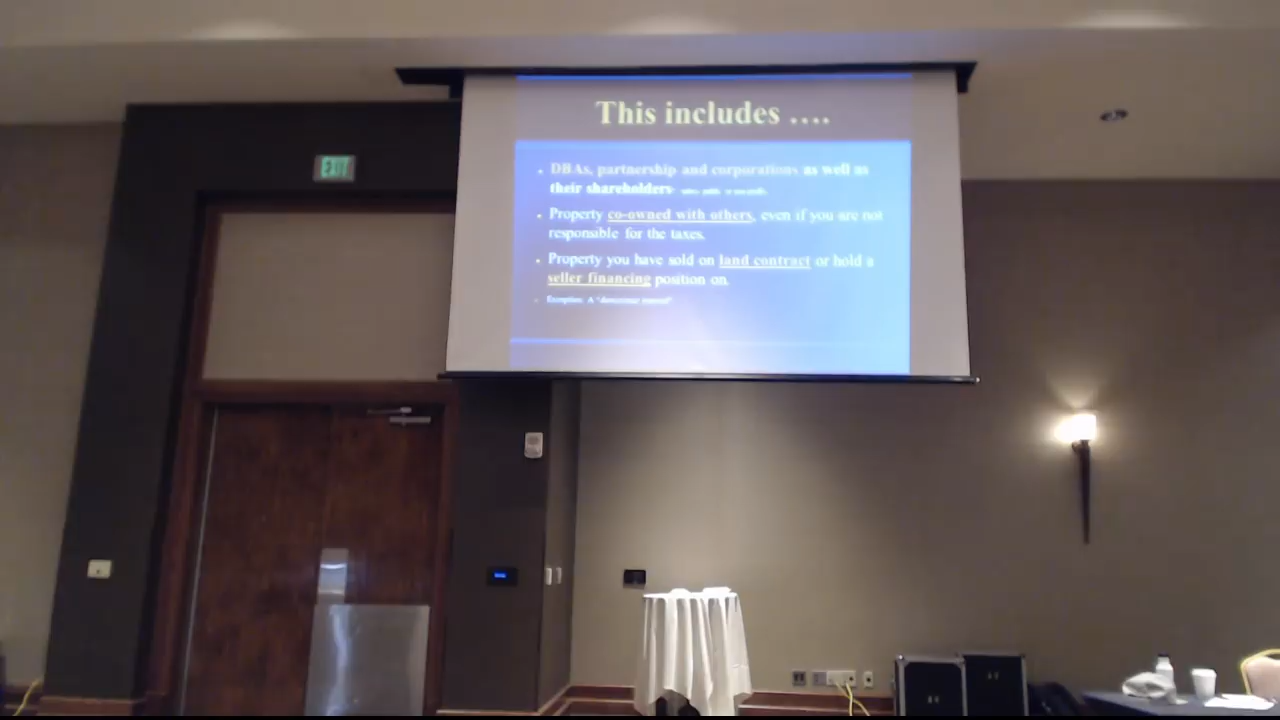 EXIT
This includes ....
DBAs, partnership and corporations as well as
their shareholders
Property co-owned with others, even if you are not
responsible for the taxes.
Property you have sold on land contract or hold a
seller financing position on.
Exception: A